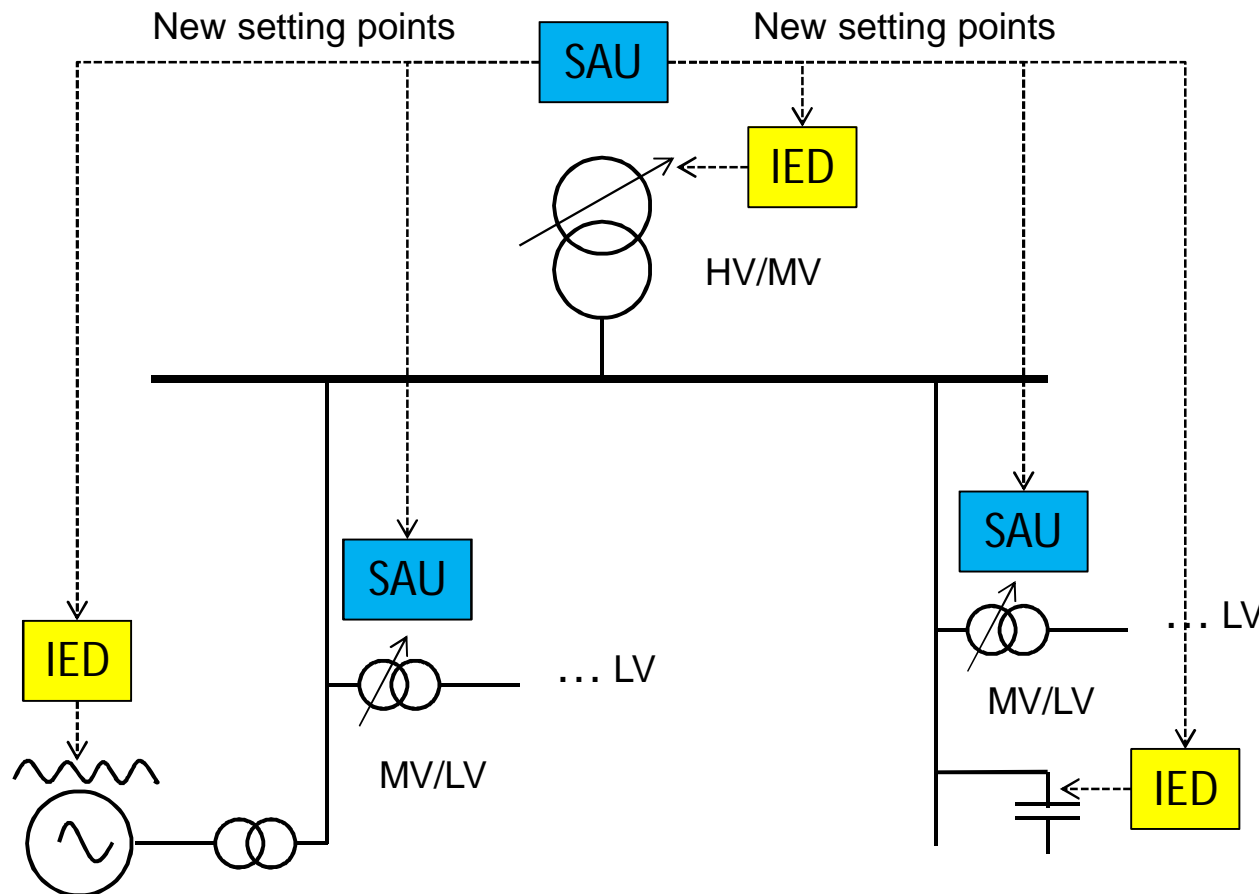 New setting points
SAU
New setting points
IED
HV/MV
SAU
SAU
IED
... LV
... LV
MV/LV
MV/LV
IED